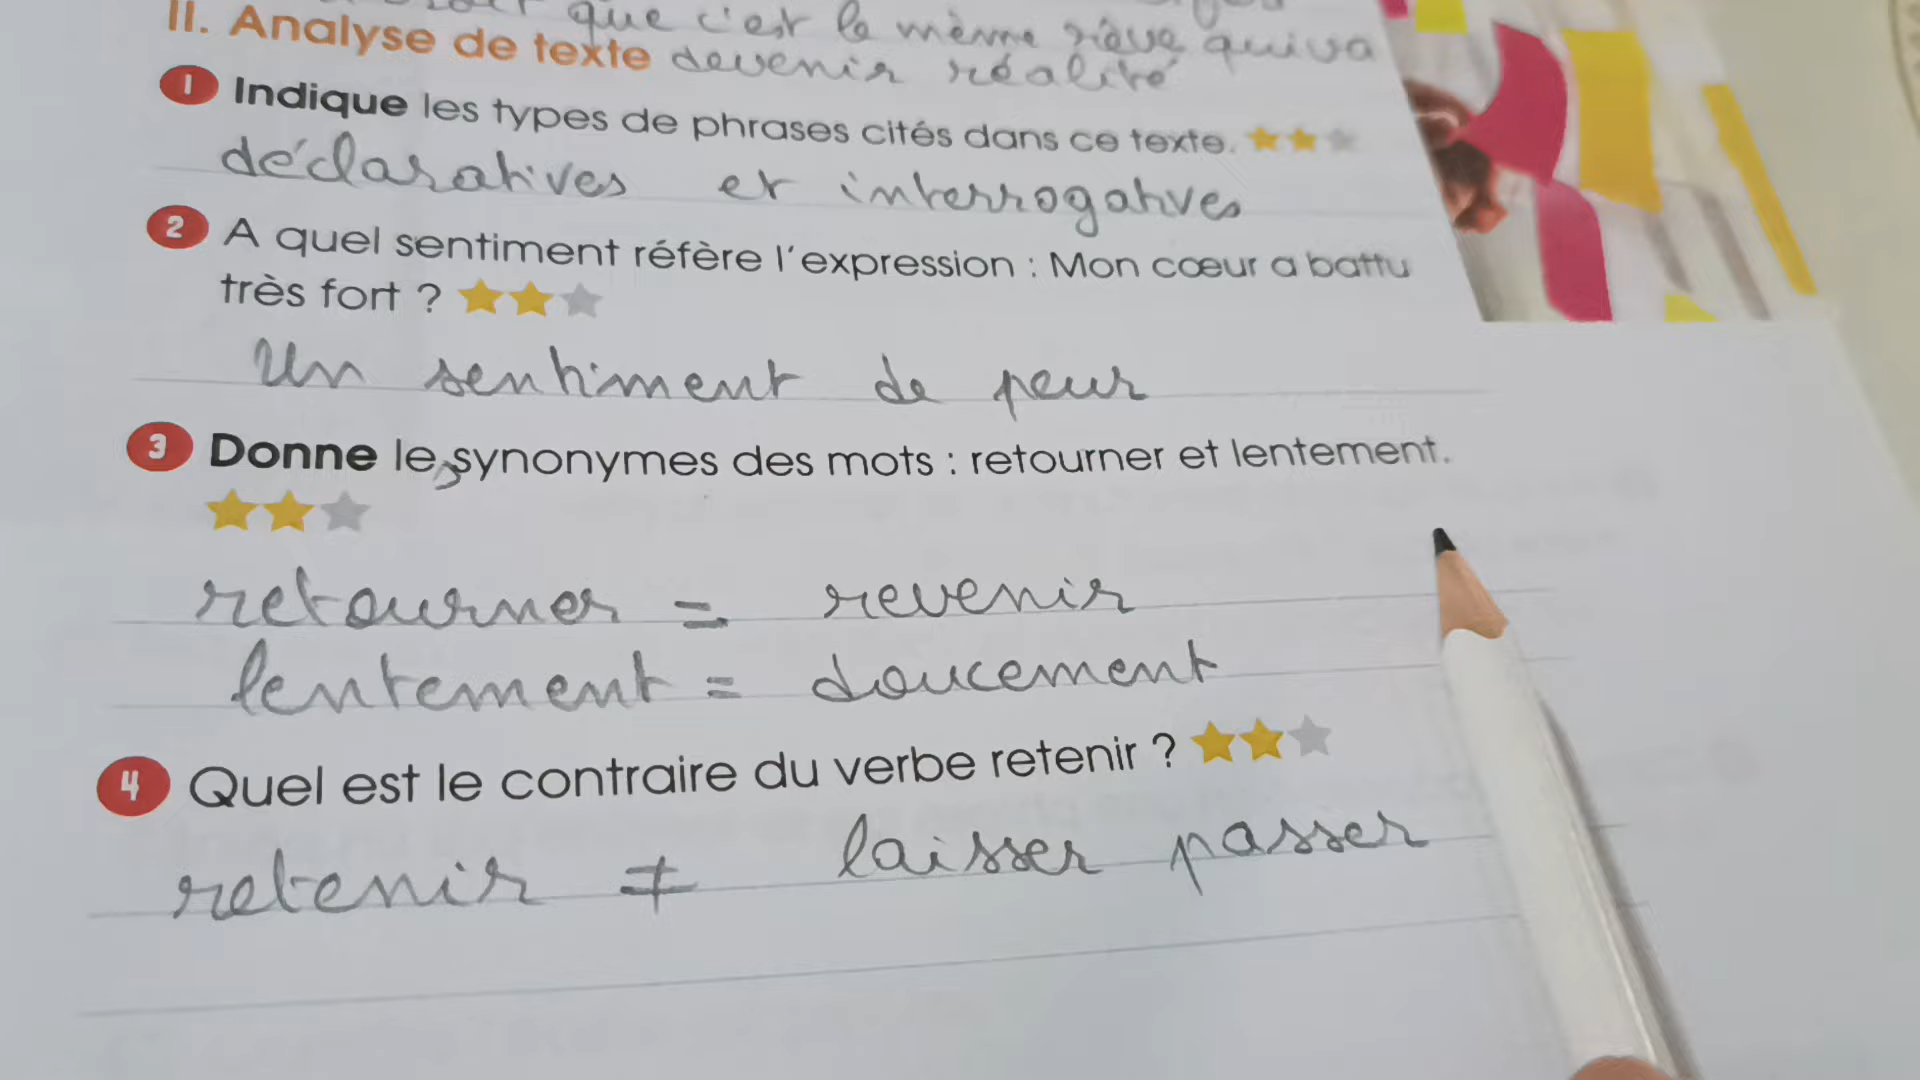 que c'est le même rêve qui va
II. Analyse de texte devenir réalité
1 Indique les types de phrases cités dans ce texte.
déclaratives et interrogatives
2 A quel sentiment réfère l'expression : Mon cœur a battu
très fort ?
Un sentiment de peur
3 Donne les synonymes des mots : retourner et lentement.
retourner = revenir
lentement = doucement
4 Quel est le contraire du verbe retenir ?
retenir ≠ laisser passer